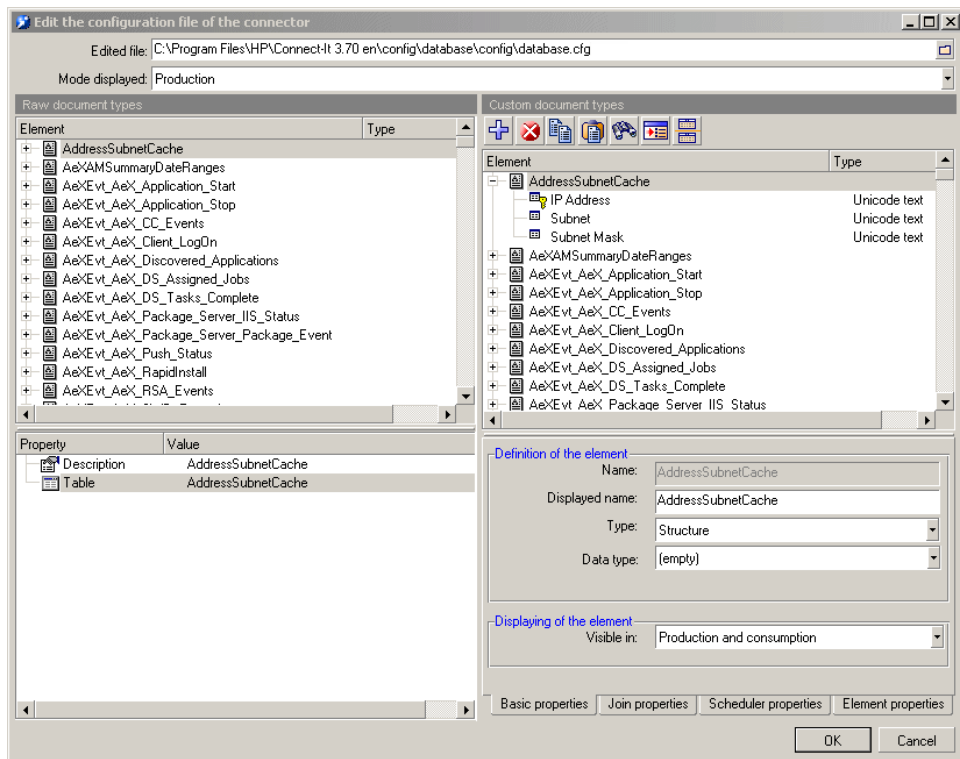 Edit the configuration file of the connector
Edited file: C:\Program Files\HP\Connect-It 3.70 en\config\database\config\database.cfg
Mode displayed: Production
Raw document types
Element Type
AddressSubnetCache
AeXAMSummaryDateRanges
AeXEvt_AeX_Application_Start
AeXEvt_AeX_Application_Stop
AeXEvt_AeX_CC_Events
AeXEvt_AeX_Client_LogOn
AeXEvt_AeX_Discovered_Applications
AeXEvt_AeX_DS_Assigned_Jobs
AeXEvt_AeX_DS_Tasks_Complete
AeXEvt_AeX_Package_Server_IIS_Status
AeXEvt_AeX_Package_Server_Package_Event
AeXEvt_AeX_Push_Status
AeXEvt_AeX_RapidInstall
AeXEvt_AeX_RSA_Events
Property Value
Description AddressSubnetCache
Table AddressSubnetCache
Custom document types
Element Type
AddressSubnetCache
IP Address Unicode text
Subnet Unicode text
Subnet Mask Unicode text
AeXAMSummaryDateRanges
AeXEvt_AeX_Application_Start
AeXEvt_AeX_Application_Stop
AeXEvt_AeX_CC_Events
AeXEvt_AeX_Client_LogOn
AeXEvt_AeX_Discovered_Applications
AeXEvt_AeX_DS_Assigned_Jobs
AeXEvt_AeX_DS_Tasks_Complete
AeXEvt_AeX_Package_Server_IIS_Status
Definition of the element
Name: AddressSubnetCache
Displayed name: AddressSubnetCache
Type: Structure
Data type: (empty)
Displaying of the element
Visible in: Production and consumption
Basic properties Join properties Scheduler properties Element properties
OK Cancel